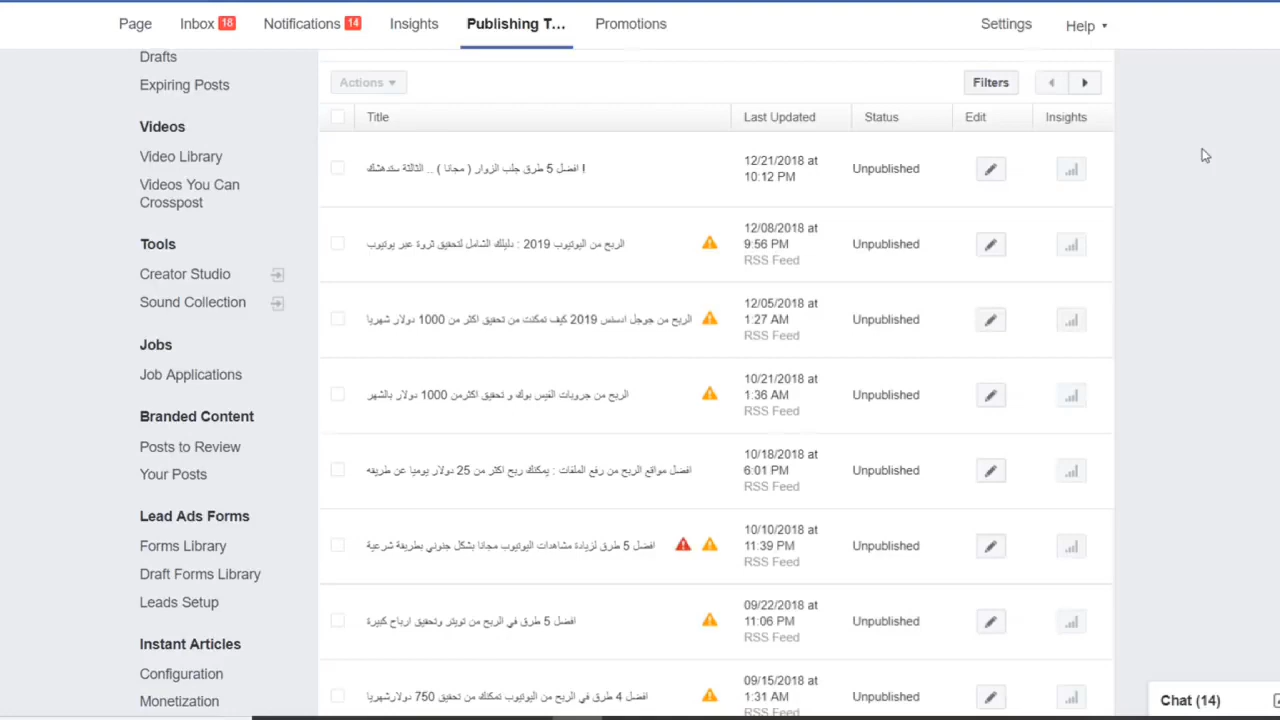 Page
Inbox 18
Notifications 14
Insights
Publishing T...
Promotions
Settings
Help
Drafts
Expiring Posts
Videos
Video Library
Videos You Can
Crosspost
Tools
Creator Studio
Sound Collection
Jobs
Job Applications
Branded Content
Posts to Review
Your Posts
Lead Ads Forms
Forms Library
Draft Forms Library
Leads Setup
Instant Articles
Configuration
Monetization
Actions
Filters
Title
Last Updated
Status
Edit
Insights
! افضل 5 طرق جلب الزوار ( مجانا ) .. الثالثة ستدهشك
12/21/2018 at
10:12 PM
Unpublished
الربح من اليوتيوب 2019 : دليلك الشامل لتحقيق ثروة عبر يوتيوب
12/08/2018 at
9:56 PM
RSS Feed
Unpublished
الربح من جوجل ادسنس 2019 كيف تمكنت من تحقيق اكثر من 1000 دولار شهريا
12/05/2018 at
1:27 AM
RSS Feed
Unpublished
الربح من جروبات الفيس بوك و تحقيق اكثرمن 1000 دولار بالشهر
10/21/2018 at
1:36 AM
RSS Feed
Unpublished
افضل مواقع الربح من رفع الملفات : يمكنك ربح اكثر من 25 دولار يوميا عن طريقه
10/18/2018 at
6:01 PM
RSS Feed
Unpublished
افضل 5 طرق لزيادة مشاهدات اليوتيوب مجانا بشكل جنوني بطريقة شرعية
10/10/2018 at
11:39 PM
RSS Feed
Unpublished
افضل 5 طرق في الربح من تويتر وتحقيق ارباح كبيرة
09/22/2018 at
11:06 PM
RSS Feed
Unpublished
افضل 4 طرق في الربح من اليوتيوب تمكنك من تحقيق 750 دولارشهريا
09/15/2018 at
1:31 AM
RSS Feed
Unpublished
Chat (14)